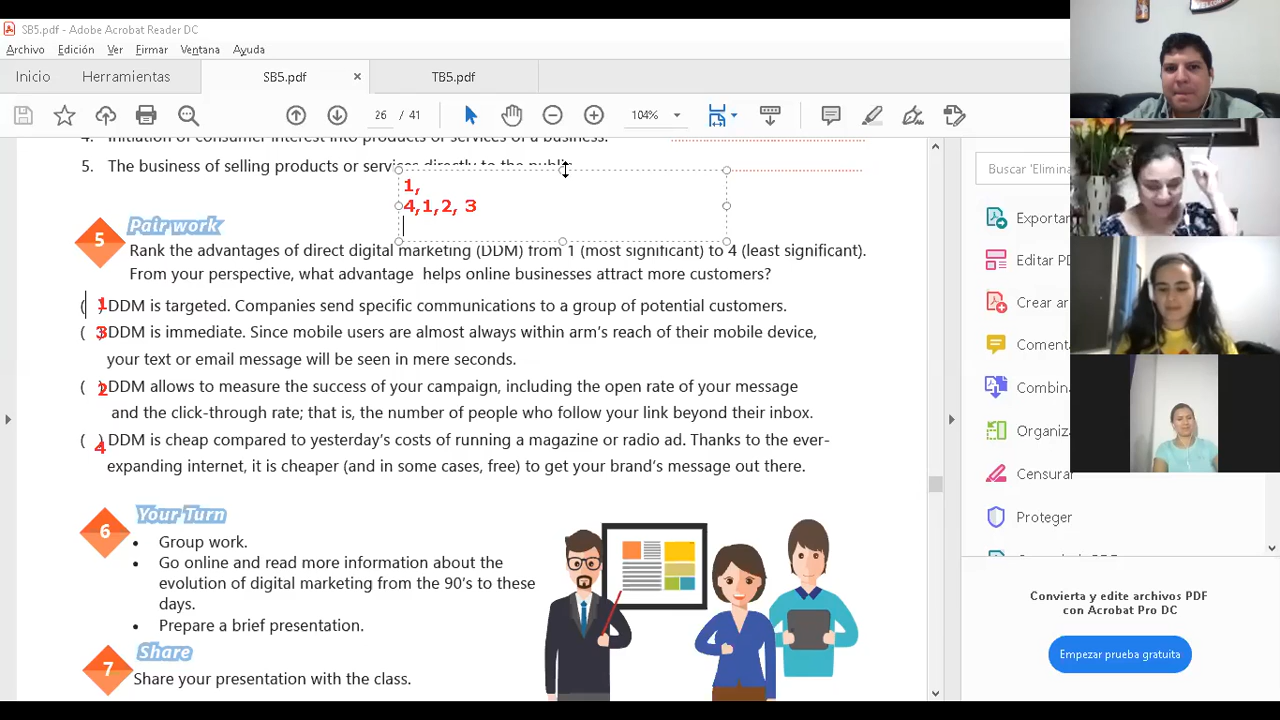 SB5.pdf - Adobe Acrobat Reader DC
Archivo Edición Ver Firmar Ventana Ayuda
Inicio Herramientas SB5.pdf × TB5.pdf
26 / 41 104%
5. The business of selling products or services directly to the public
1,
4,1,2, 3
5 Pair work
Rank the advantages of direct digital marketing (DDM) from 1 (most significant) to 4 (least significant).
From your perspective, what advantage helps online businesses attract more customers?
( 1 ) DDM is targeted. Companies send specific communications to a group of potential customers.
( 3 ) DDM is immediate. Since mobile users are almost always within arm's reach of their mobile device,
your text or email message will be seen in mere seconds.
( 2 ) DDM allows to measure the success of your campaign, including the open rate of your message
and the click-through rate; that is, the number of people who follow your link beyond their inbox.
( 4 ) DDM is cheap compared to yesterday's costs of running a magazine or radio ad. Thanks to the ever-
expanding internet, it is cheaper (and in some cases, free) to get your brand's message out there.
6 Your Turn
• Group work.
• Go online and read more information about the
evolution of digital marketing from the 90's to these
days.
• Prepare a brief presentation.
7 Share
Share your presentation with the class.
Buscar 'Elimina
Exportar
Editar PD
Crear ar
Coment
Combin
Organiz
Censurar
Proteger
Convierta y edite archivos PDF
con Acrobat Pro DC
Empezar prueba gratuita